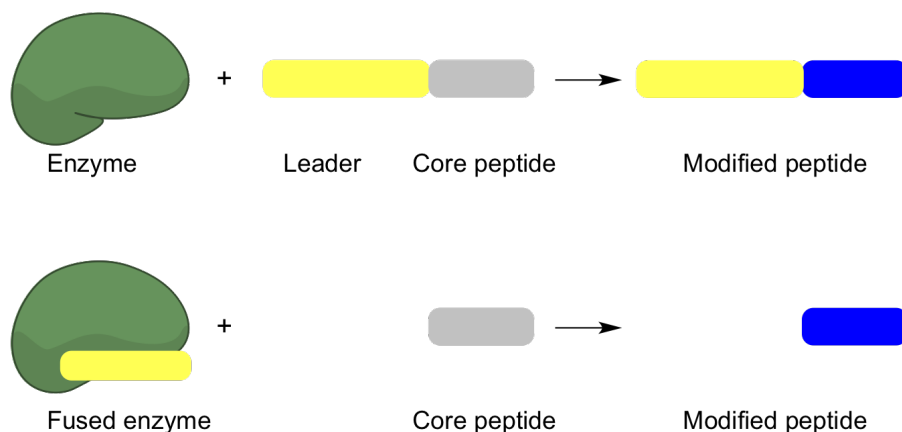 +
Enzyme Leader Core peptide Modified peptide
+
Fused enzyme Core peptide Modified peptide